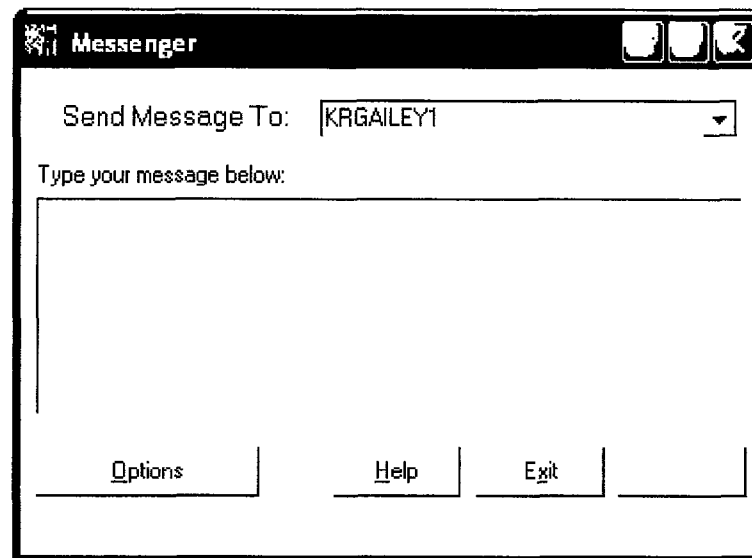 Messenger
Send Message To: KRGAILEY1
Type your message below:
Options Help Exit